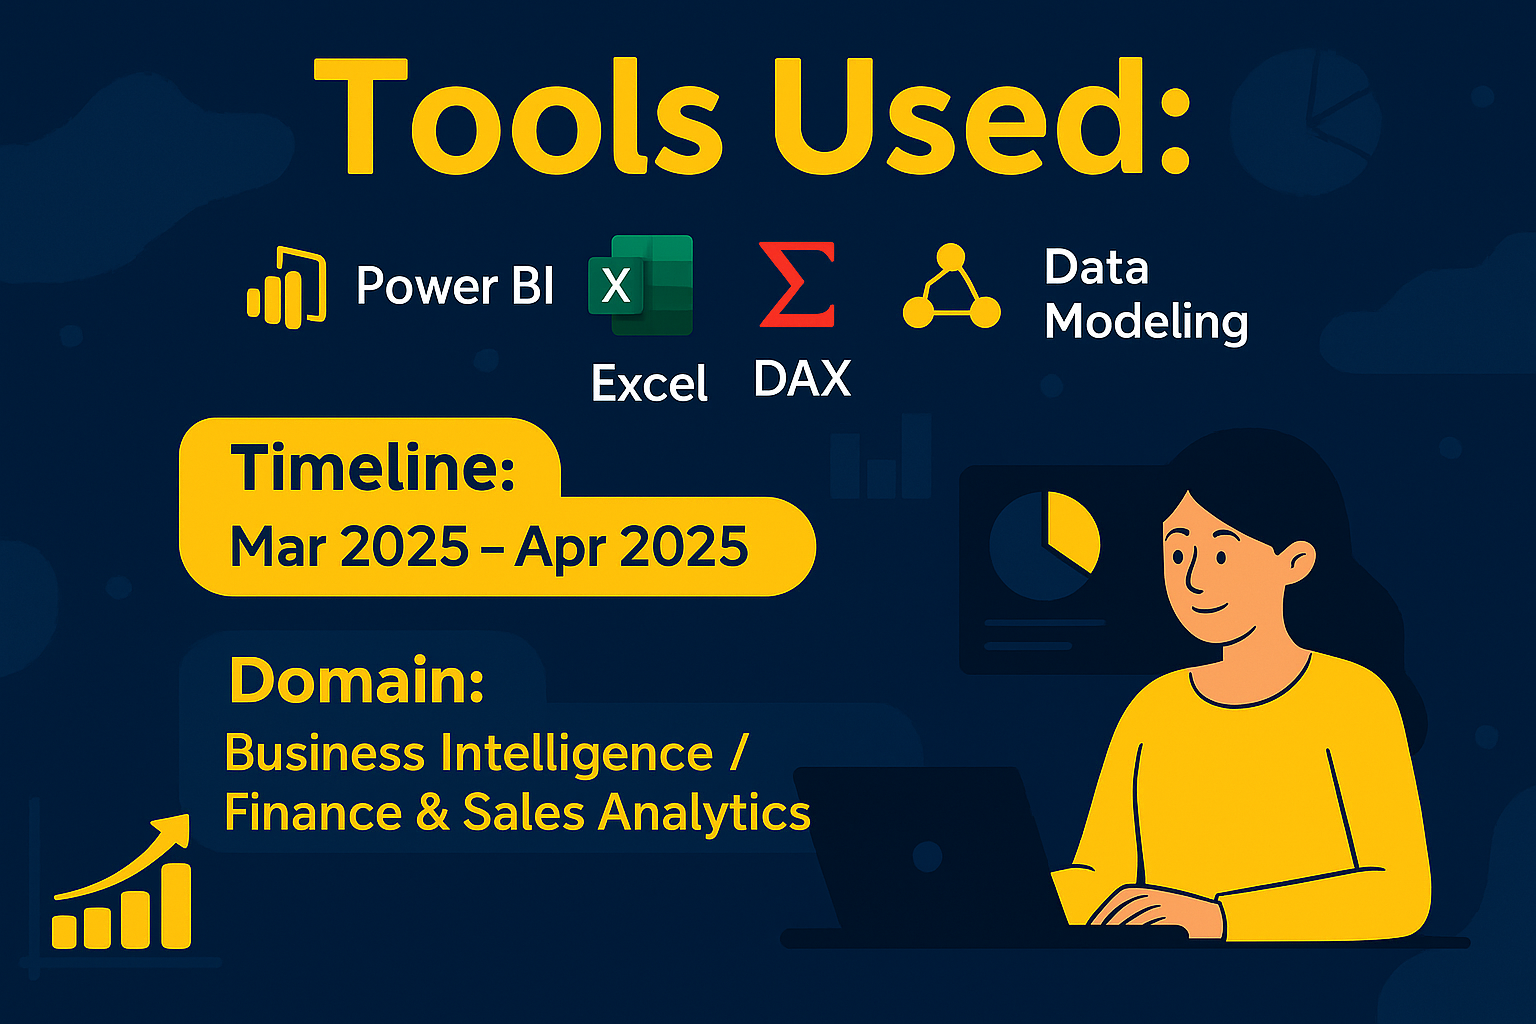 Tools Used:
Power BI
X
Excel
Σ
DAX
Data
Modeling
Timeline:
Mar 2025 – Apr 2025
Domain:
Business Intelligence /
Finance & Sales Analytics